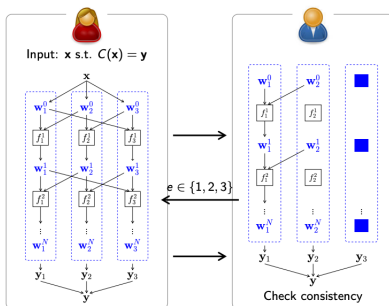 Input: x s.t. C(x) = y
x
w₁⁰ w₂⁰ w₃⁰
f₁¹ f₂¹ f₃¹
w₁¹ w₂¹ w₃¹
f₁² f₂² f₃²
⋮ ⋮ ⋮
w₁ᴺ w₂ᴺ w₃ᴺ
y₁ y₂ y₃
y
e ∈ {1, 2, 3}
w₁⁰ w₂⁰
f₁¹ f₂¹
w₁¹ w₂¹
f₁² f₂²
⋮ ⋮ ⋮
w₁ᴺ w₂ᴺ
y₁ y₂ y₃
y
Check consistency